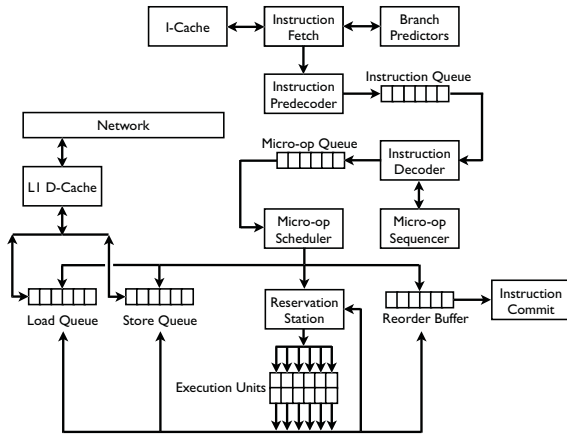 I-Cache
Instruction
Fetch
Branch
Predictors
Instruction
Predecoder
Instruction Queue
Network
Micro-op Queue
Instruction
Decoder
L1 D-Cache
Micro-op
Scheduler
Micro-op
Sequencer
Load Queue
Store Queue
Reservation
Station
Reorder Buffer
Instruction
Commit
Execution Units